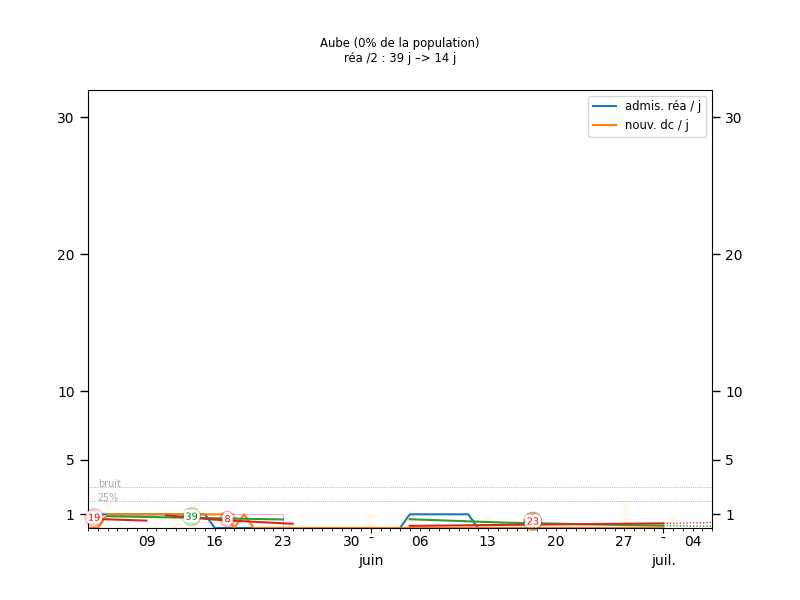 Aube (0% de la population)
réa /2 : 39 j –> 14 j
admis. réa / j
nouv. dc / j
30 30
20 20
10 10
5 5
bruit
25%
1 1
19 39 8 23
09 16 23 30 - 06 13 20 27 - 04
juin juil.